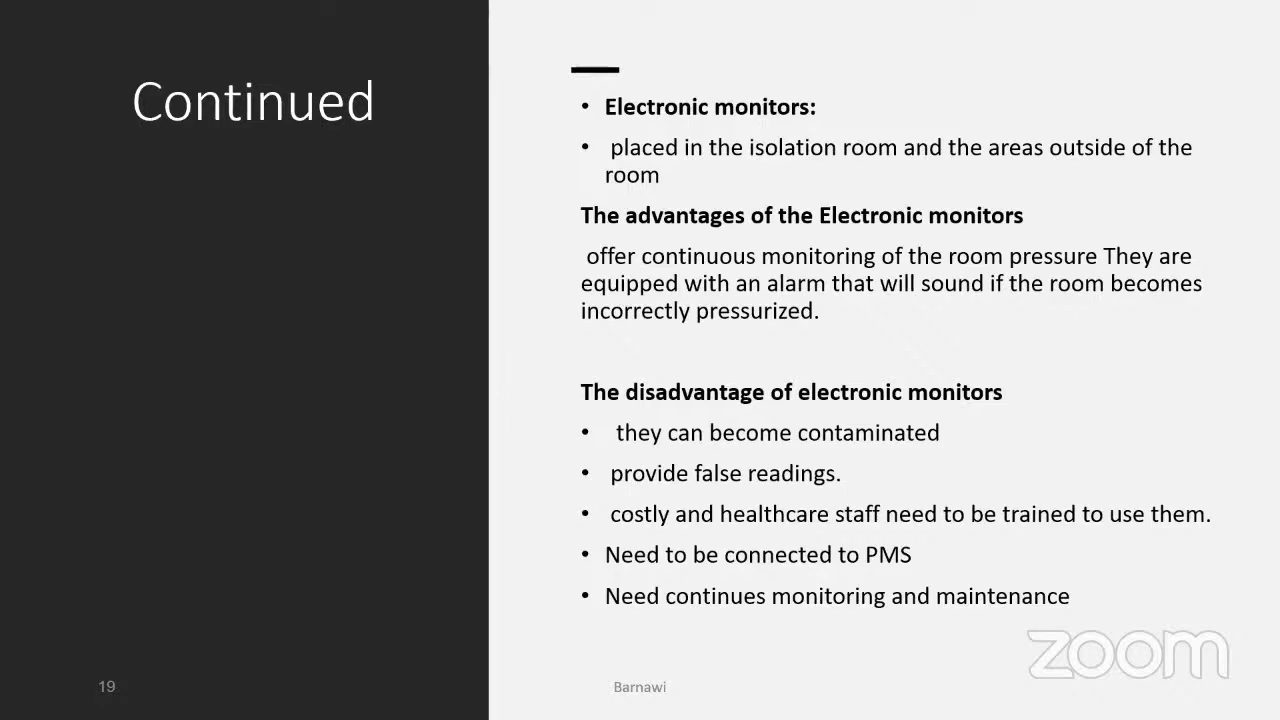 Continued
• Electronic monitors:
• placed in the isolation room and the areas outside of the
room
The advantages of the Electronic monitors
offer continuous monitoring of the room pressure They are
equipped with an alarm that will sound if the room becomes
incorrectly pressurized.
The disadvantage of electronic monitors
• they can become contaminated
• provide false readings.
• costly and healthcare staff need to be trained to use them.
• Need to be connected to PMS
• Need continues monitoring and maintenance
zoom
19
Barnawi